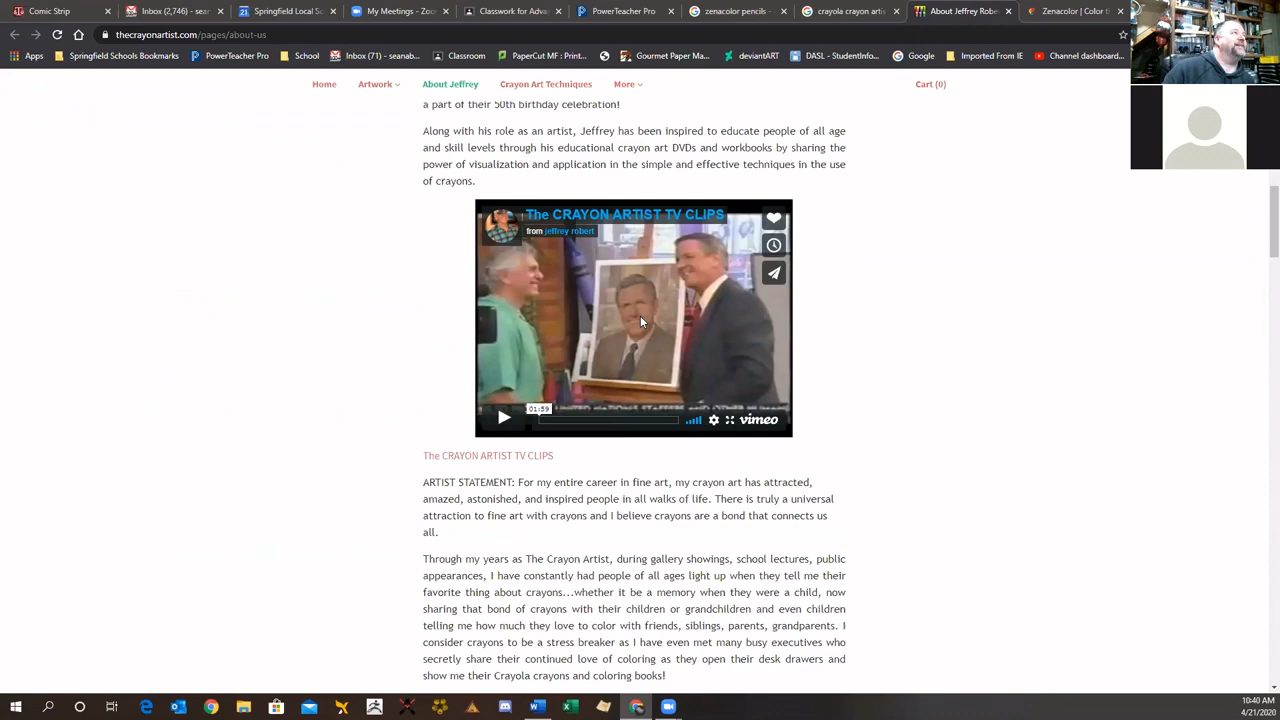 Comic Strip
Inbox (2,746) - sear
Springfield Local S
My Meetings - Zoo
Classwork for Adva
PowerTeacher Pro
zenacolor pencils -
crayola crayon artis
About Jeffrey Rober
Zenacolor | Color th
thecrayonartist.com/pages/about-us
Apps
Springfield Schools Bookmarks
PowerTeacher Pro
School
Inbox (71) - seanab...
Classroom
PaperCut MF : Print...
Gourmet Paper Ma...
deviantART
DASL - StudentInfo...
Google
Imported From IE
Channel dashboard...
Home
Artwork
About Jeffrey
Crayon Art Techniques
More
Cart (0)
a part of their 50th birthday celebration!
Along with his role as an artist, Jeffrey has been inspired to educate people of all age
and skill levels through his educational crayon art DVDs and workbooks by sharing the
power of visualization and application in the simple and effective techniques in the use
of crayons.
The CRAYON ARTIST TV CLIPS
from jeffrey robert
01:59
vimeo
The CRAYON ARTIST TV CLIPS
ARTIST STATEMENT: For my entire career in fine art, my crayon art has attracted,
amazed, astonished, and inspired people in all walks of life. There is truly a universal
attraction to fine art with crayons and I believe crayons are a bond that connects us
all.
Through my years as The Crayon Artist, during gallery showings, school lectures, public
appearances, I have constantly had people of all ages light up when they tell me their
favorite thing about crayons...whether it be a memory when they were a child, now
sharing that bond of crayons with their children or grandchildren and even children
telling me how much they love to color with friends, siblings, parents, grandparents. I
consider crayons to be a stress breaker as I have even met many busy executives who
secretly share their continued love of coloring as they open their desk drawers and
show me their Crayola crayons and coloring books!
10:40 AM
4/21/2020